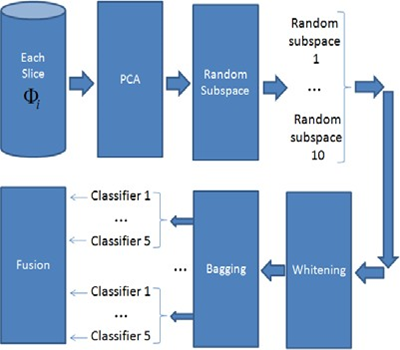 Each
Slice
Φi
PCA
Random
Subspace
Random
subspace
1
...
Random
subspace
10
Fusion
Classifier 1
...
Classifier 5
...
Classifier 1
...
Classifier 5
Bagging
Whitening